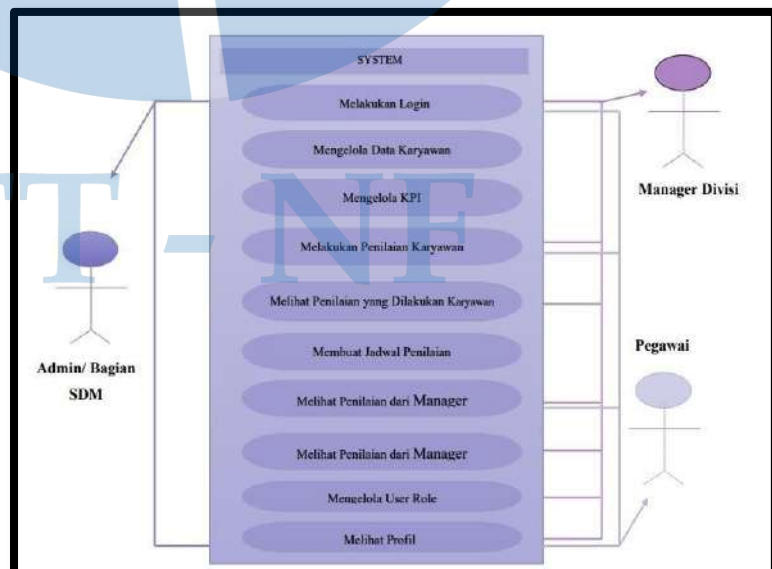 SYSTEM
Melakukan Login
Mengelola Data Karyawan
Mengelola KPI
Melakukan Penilaian Karyawan
Melihat Penilaian yang Dilakukan Karyawan
Membuat Jadwal Penilaian
Melihat Penilaian dari Manager
Melihat Penilaian dari Manager
Mengelola User Role
Melihat Profil
Manager Divisi
Admin/ Bagian
SDM
Pegawai
T - NF